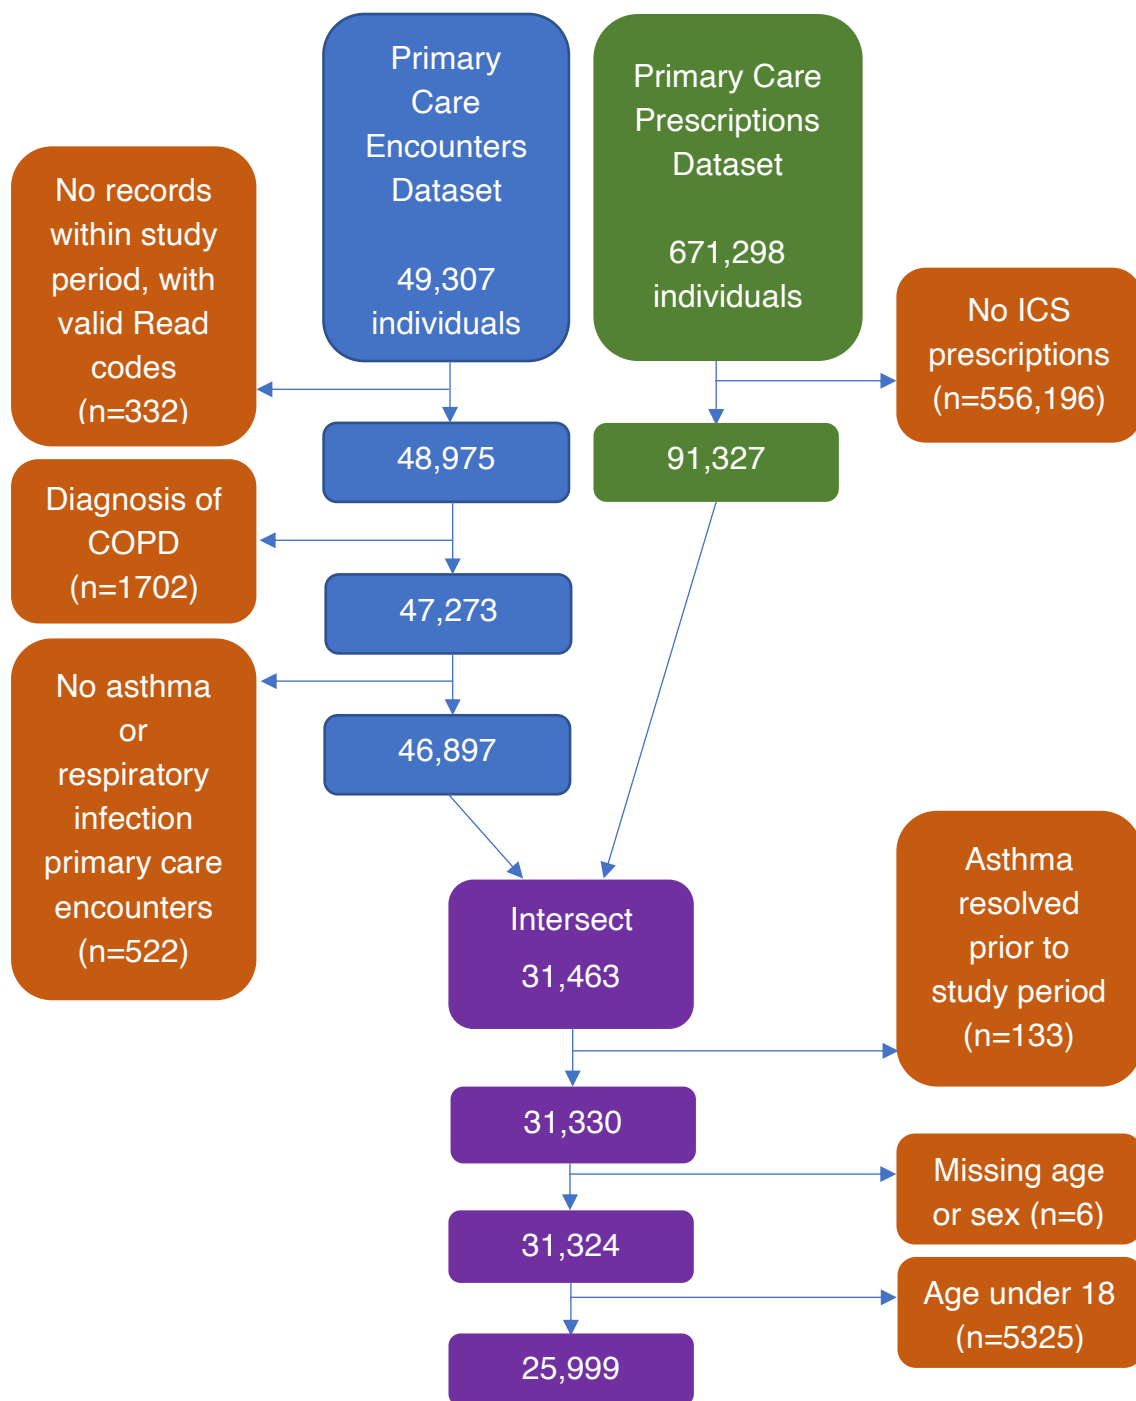 Primary
Care
Encounters
Dataset
49,307
individuals
Primary Care
Prescriptions
Dataset
671,298
individuals
No records
within study
period, with
valid Read
codes
(n=332)
No ICS
prescriptions
(n=556,196)
48,975
91,327
Diagnosis of
COPD
(n=1702)
47,273
No asthma
or
respiratory
infection
primary care
encounters
(n=522)
46,897
Intersect
31,463
Asthma
resolved
prior to
study period
(n=133)
31,330
Missing age
or sex (n=6)
31,324
Age under 18
(n=5325)
25,999